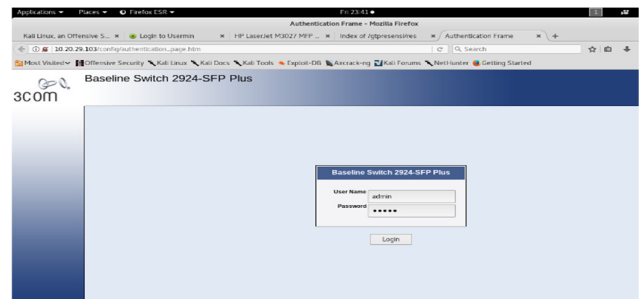 Applications ▾ Places ▾ Firefox ESR ▾ Fri 23:41 1
Authentication Frame - Mozilla Firefox
Kali Linux, an Offensive S... × Login to Usermin × HP LaserJet M3027 MFP ... × Index of /gtpresensi/nes × Authentication Frame × +
10.20.29.103/config/authentication_page.htm Search
Most Visited ▾ Offensive Security Kali Linux Kali Docs Kali Tools Exploit-DB Aircrack-ng Kali Forums NetHunter Getting Started
3COM
Baseline Switch 2924-SFP Plus
Baseline Switch 2924-SFP Plus
User Name admin
Password •••••
Login